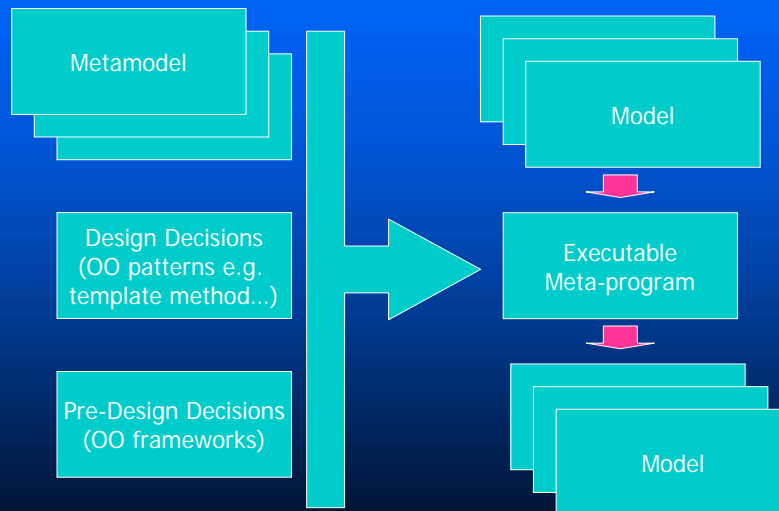 Metamodel
Design Decisions
(OO patterns e.g.
template method...)
Pre-Design Decisions
(OO frameworks)
Model
Executable
Meta-program
Model